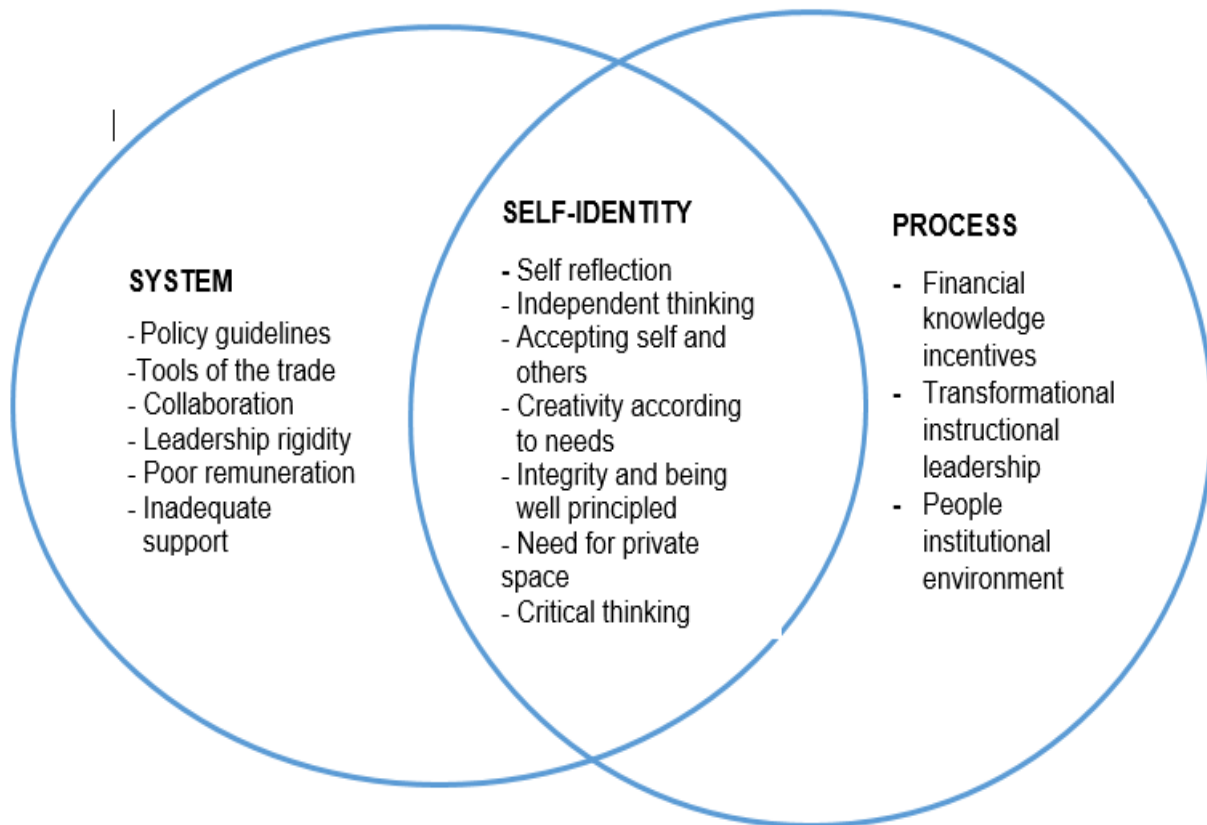 SYSTEM
- Policy guidelines
-Tools of the trade
- Collaboration
- Leadership rigidity
- Poor remuneration
- Inadequate
support
SELF-IDENTITY
- Self reflection
- Independent thinking
- Accepting self and
others
- Creativity according
to needs
- Integrity and being
well principled
- Need for private
space
- Critical thinking
PROCESS
- Financial
knowledge
incentives
- Transformational
instructional
leadership
- People
institutional
environment